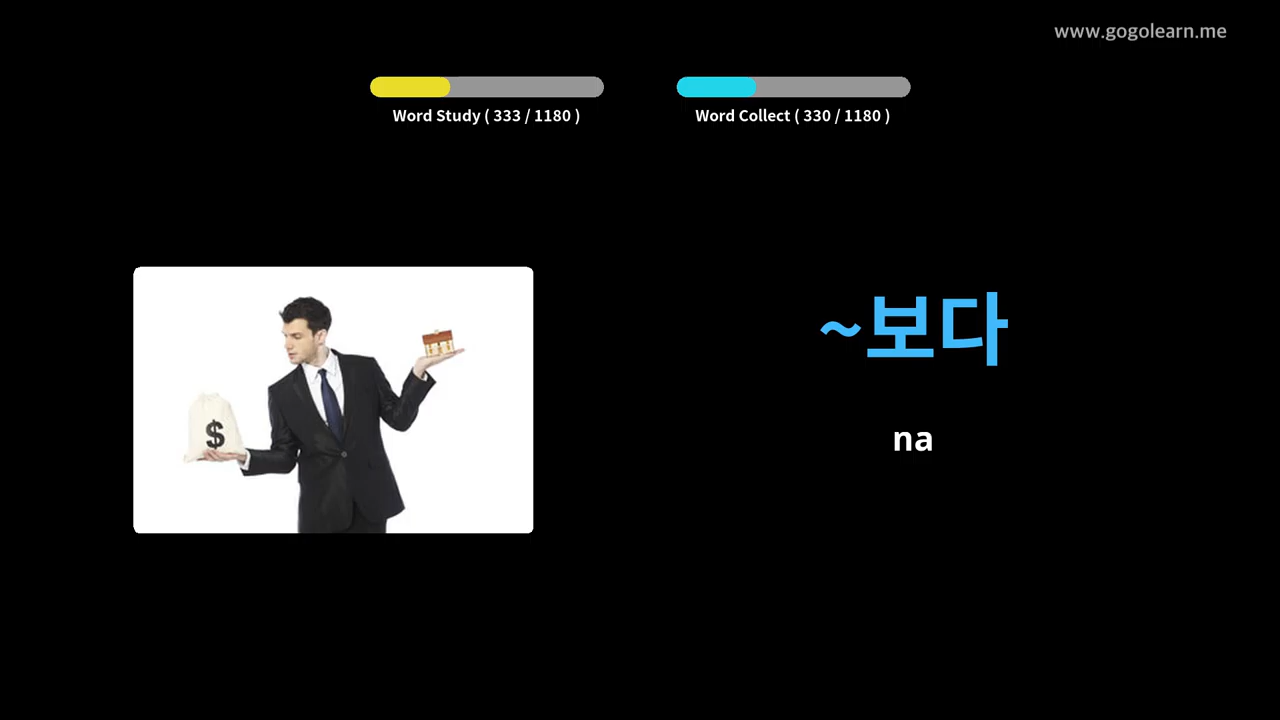 www.gogolearn.me
Word Study ( 333 / 1180 )
Word Collect ( 330 / 1180 )
~보다
$
na